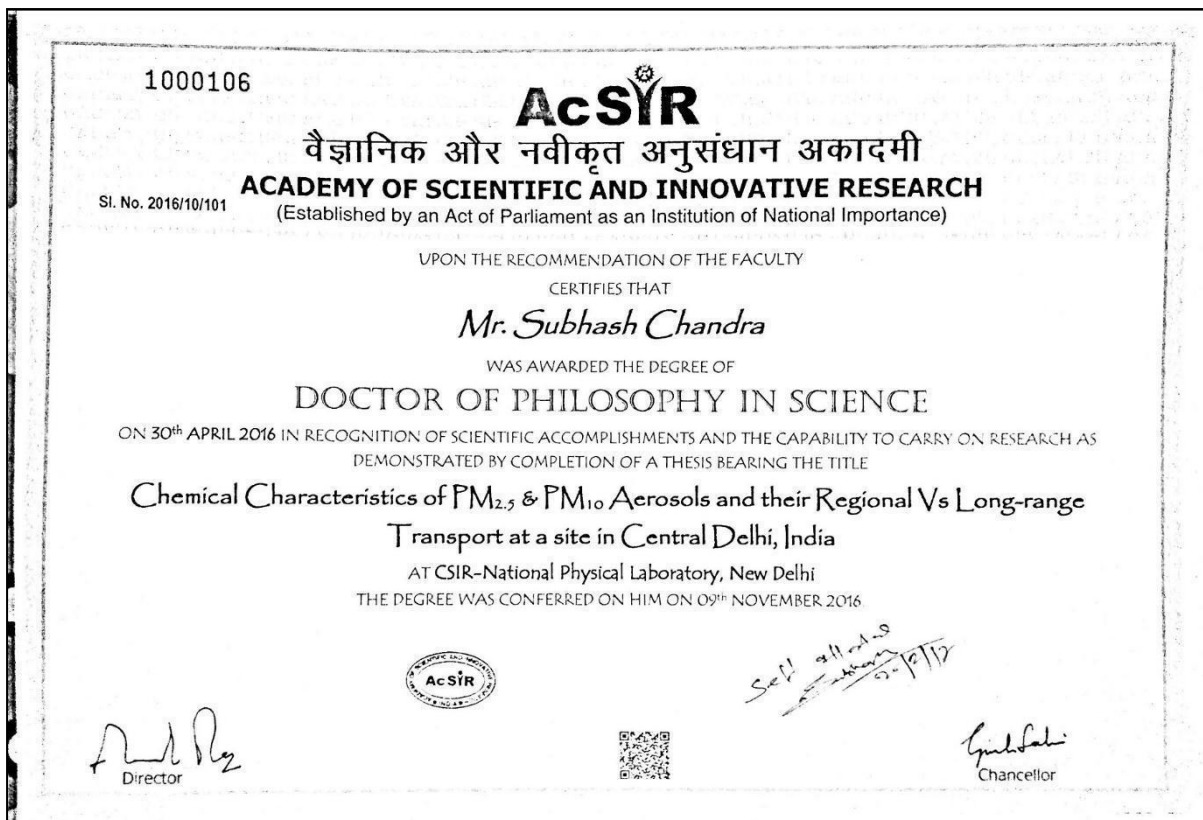 1000106
AcSIR
वैज्ञानिक और नवीकृत अनुसंधान अकादमी
ACADEMY OF SCIENTIFIC AND INNOVATIVE RESEARCH
Sl. No. 2016/10/101
(Established by an Act of Parliament as an Institution of National Importance)
UPON THE RECOMMENDATION OF THE FACULTY
CERTIFIES THAT
Mr. Subhash Chandra
WAS AWARDED THE DEGREE OF
DOCTOR OF PHILOSOPHY IN SCIENCE
ON 30th APRIL 2016 IN RECOGNITION OF SCIENTIFIC ACCOMPLISHMENTS AND THE CAPABILITY TO CARRY ON RESEARCH AS
DEMONSTRATED BY COMPLETION OF A THESIS BEARING THE TITLE
Chemical Characteristics of PM2.5 & PM10 Aerosols and their Regional Vs Long-range
Transport at a site in Central Delhi, India
AT CSIR-National Physical Laboratory, New Delhi
THE DEGREE WAS CONFERRED ON HIM ON 09th NOVEMBER 2016
AcSIR
Self attested
Director
Chancellor